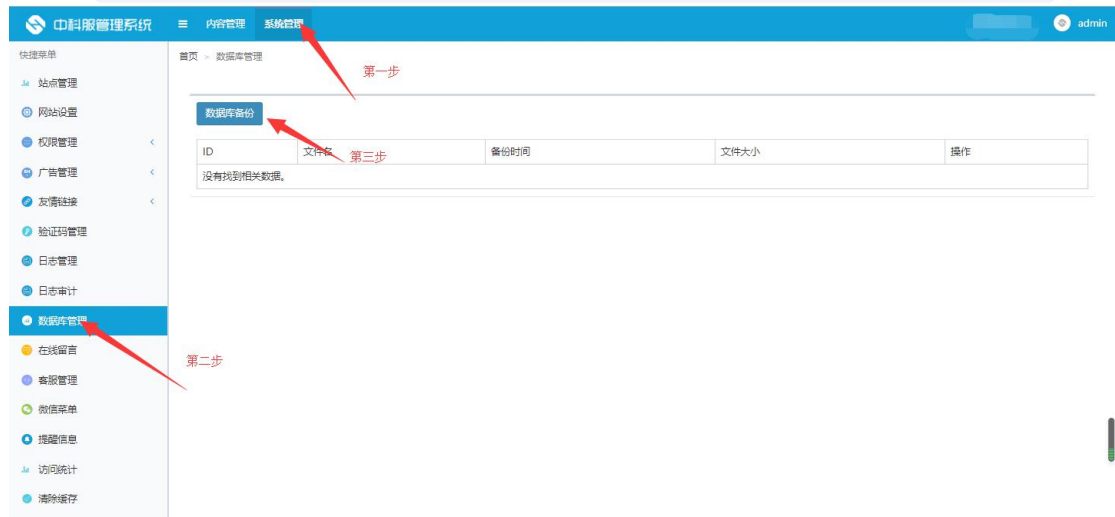 中科服管理系统 内容管理 系统管理 admin
快捷菜单
首页 > 数据库管理
第一步
站点管理
网站设置
数据库备份
权限管理
ID 文件名 备份时间 文件大小 操作
第三步
没有找到相关数据。
广告管理
友情链接
验证码管理
日志管理
日志审计
数据库管理
在线留言
第二步
客服管理
微信菜单
提醒信息
访问统计
清除缓存